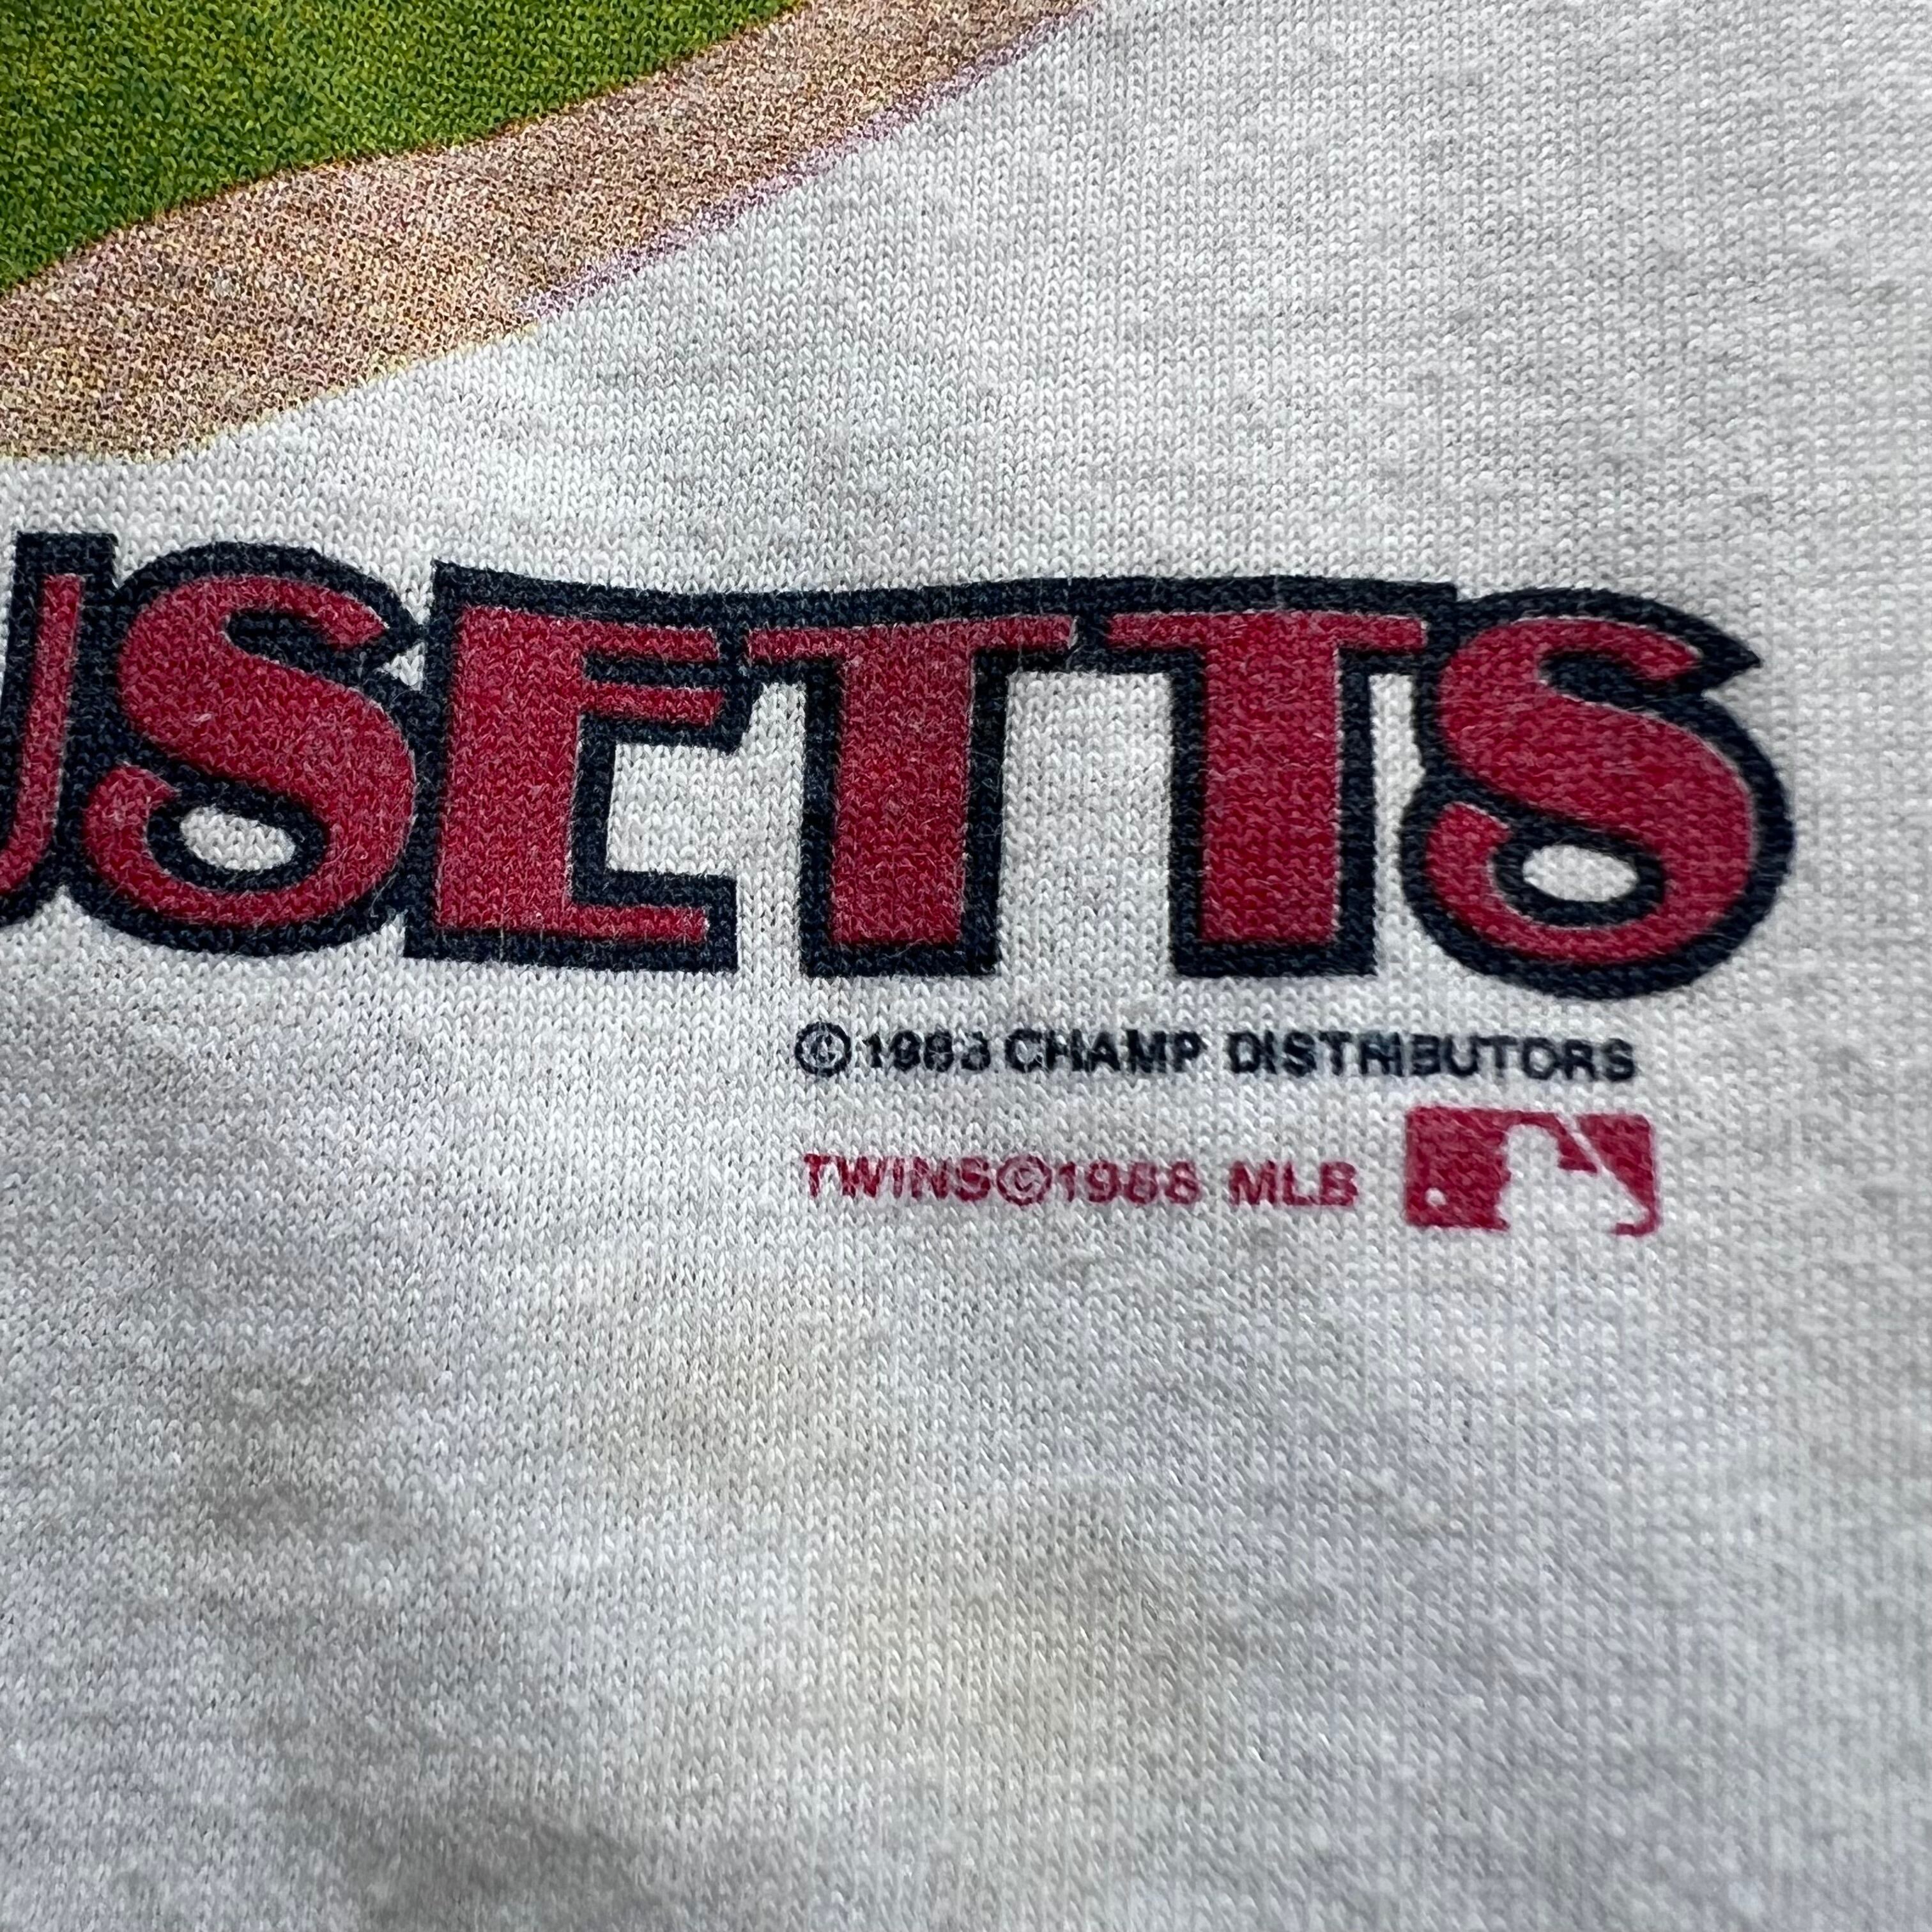 USETTS
©1988 CHAMP DISTRIBUTORS
TWINS©1988 MLB